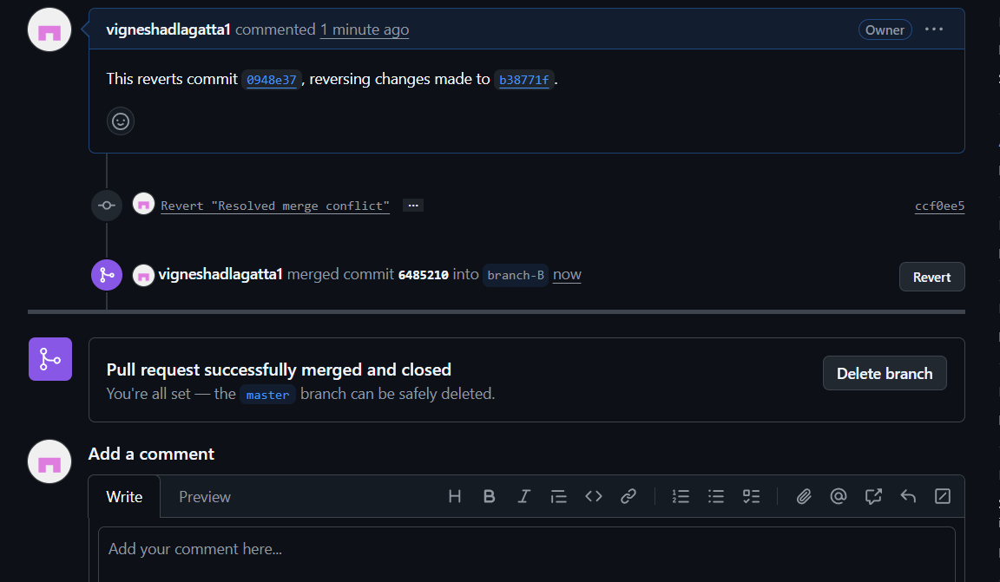 vigneshadlagatta1 commented 1 minute ago Owner
This reverts commit 0948e37, reversing changes made to b38771f.
Revert "Resolved merge conflict" ... ccf0ee5
vigneshadlagatta1 merged commit 6485210 into branch-B now Revert
Pull request successfully merged and closed
You're all set — the master branch can be safely deleted.
Delete branch
Add a comment
Write Preview
Add your comment here...